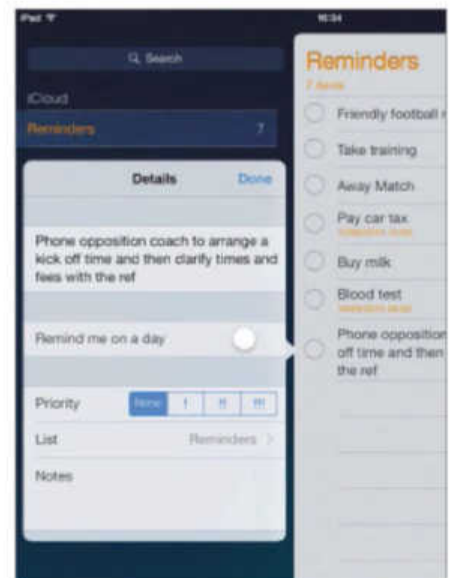 iPad
16:34
Search
iCloud
Reminders 7
Details Done
Phone opposition coach to arrange a
kick off time and then clarify times and
fees with the ref
Remind me on a day
Priority None ! !! !!!
List Reminders >
Notes
Reminders
7 items
Friendly football
Take training
Away Match
Pay car tax
Buy milk
Blood test
Phone opposition
off time and then
the ref